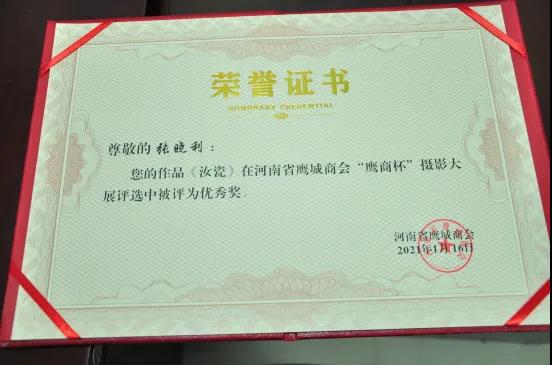 荣誉证书
HONORARY CREDENTIAL
尊敬的 张晓利：
您的作品《汝瓷》在河南省鹰城商会“鹰商杯”摄影大
展评选中被评为优秀奖。
河南省鹰城商会
2021年1月16日